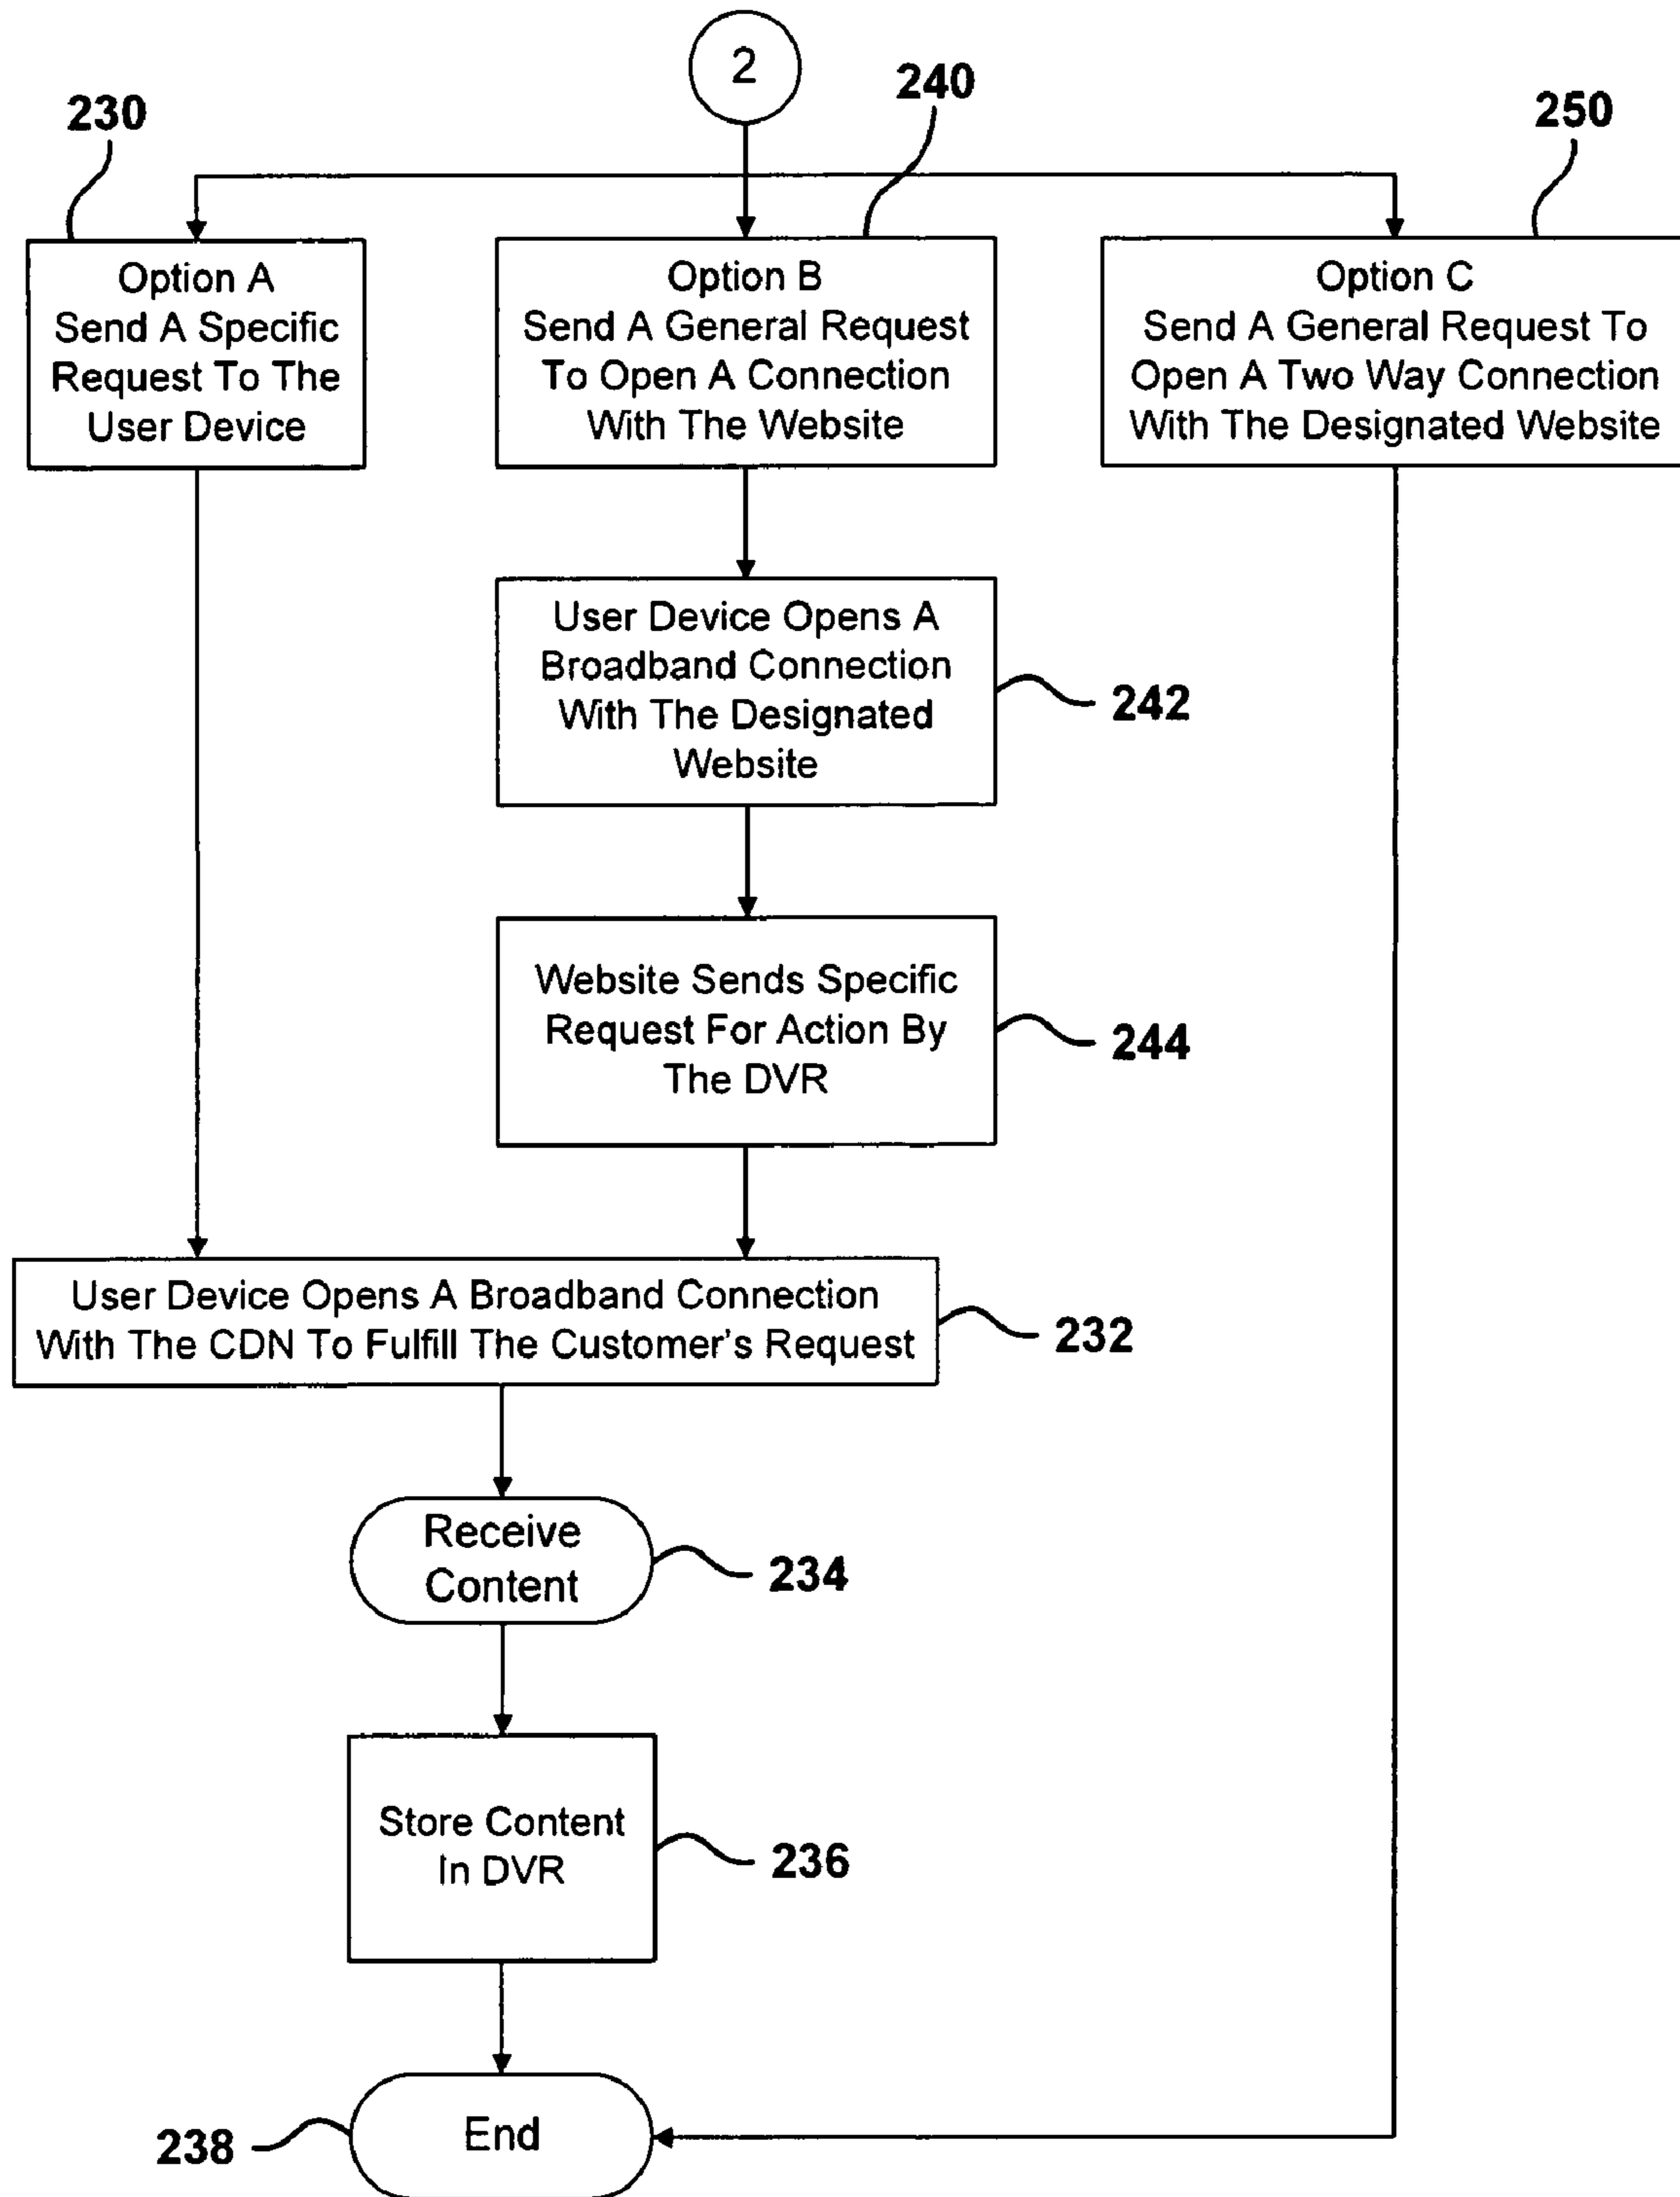 2
230
240
250
Option A
Send A Specific
Request To The
User Device
Option B
Send A General Request
To Open A Connection
With The Website
Option C
Send A General Request To
Open A Two Way Connection
With The Designated Website
User Device Opens A
Broadband Connection
With The Designated
Website
242
Website Sends Specific
Request For Action By
The DVR
244
User Device Opens A Broadband Connection
With The CDN To Fulfill The Customer's Request
232
Receive
Content
234
Store Content
In DVR
236
End
238